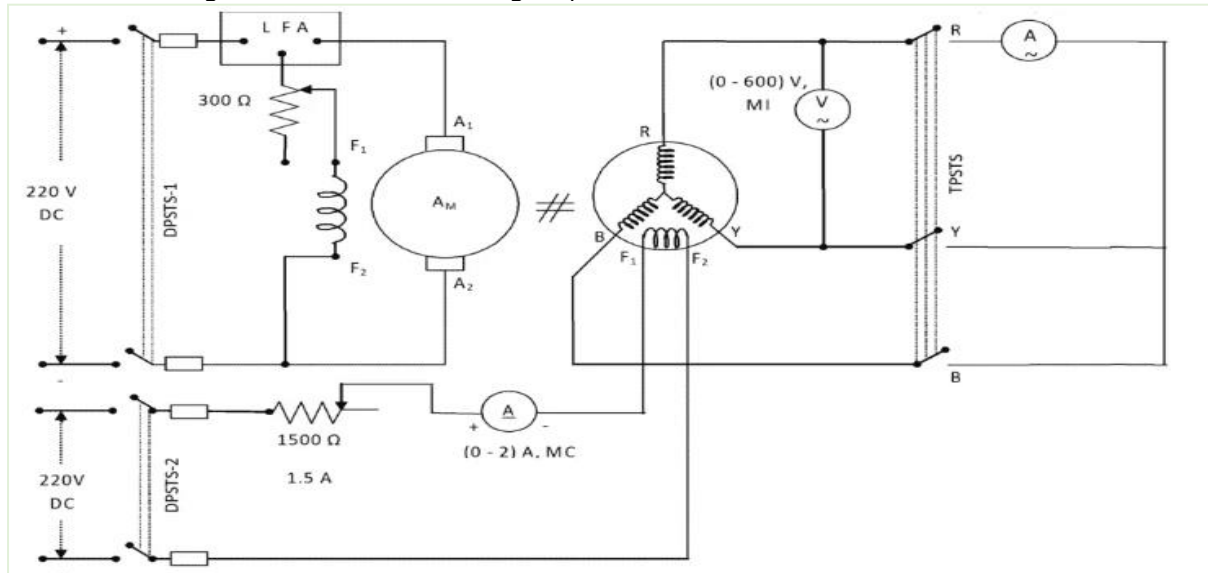 +
L F A
R
A
~
300 Ω
(0 - 600) V,
MI
V
~
A₁
R
F₁
220 V
DC
DPSTS-1
A_M
TPSTS
B
Y
Y
F₁
F₂
F₂
A₂
-
B
A
+ -
1500 Ω
(0 - 2) A, MC
1.5 A
220V
DC
DPSTS-2